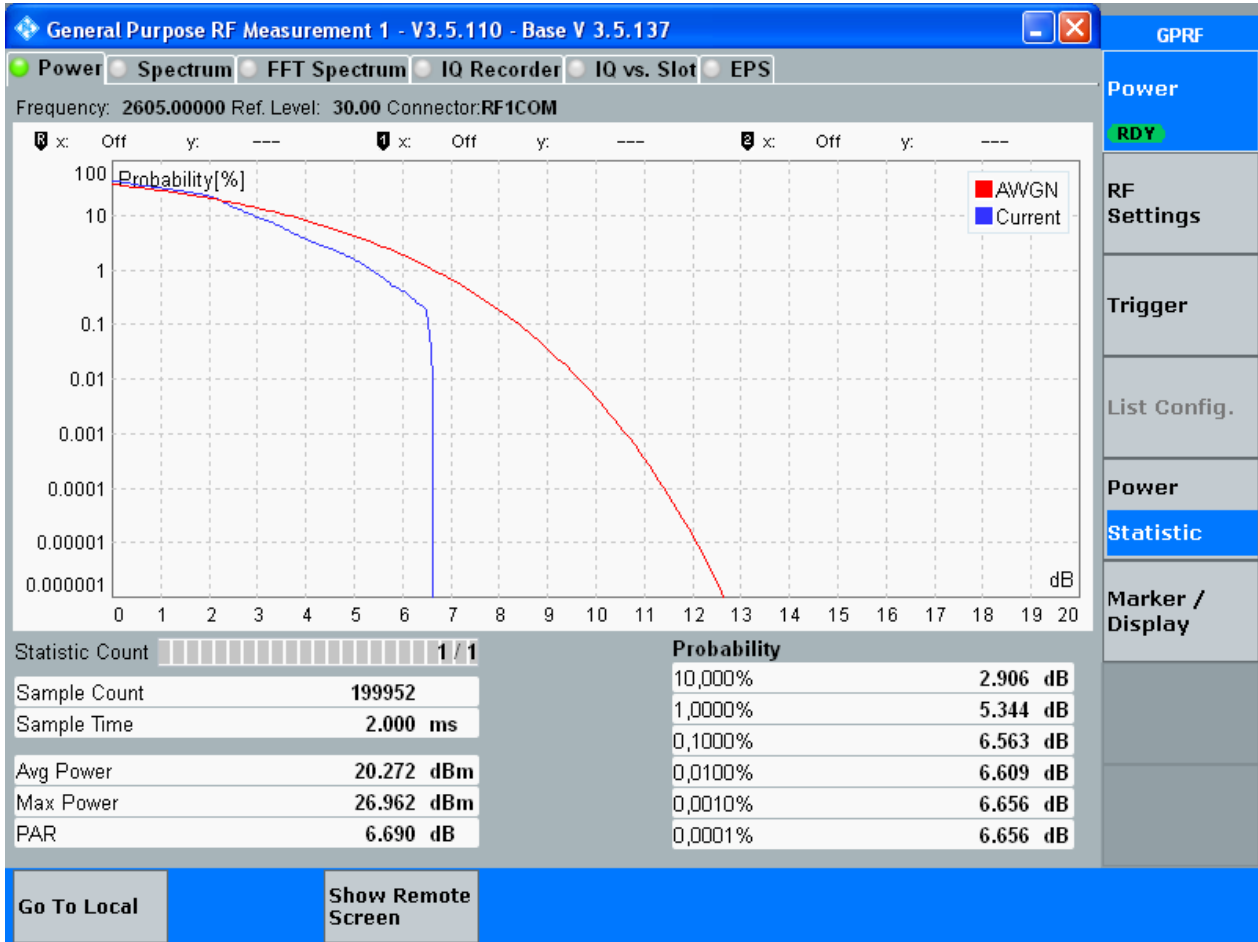 General Purpose RF Measurement 1 - V3.5.110 - Base V 3.5.137
GPRF
Power Spectrum FFT Spectrum IQ Recorder IQ vs. Slot EPS
Frequency: 2605.00000 Ref. Level: 30.00 Connector:RF1COM
R x: Off y: --- 1 x: Off y: --- 2 x: Off y: ---
Probability[%]
AWGN
Current
100
10
1
0.1
0.01
0.001
0.0001
0.00001
0.000001
dB
0 1 2 3 4 5 6 7 8 9 10 11 12 13 14 15 16 17 18 19 20
Statistic Count 1 / 1
Sample Count 199952
Sample Time 2.000 ms
Avg Power 20.272 dBm
Max Power 26.962 dBm
PAR 6.690 dB
Probability
10,000% 2.906 dB
1,0000% 5.344 dB
0,1000% 6.563 dB
0,0100% 6.609 dB
0,0010% 6.656 dB
0,0001% 6.656 dB
Power
RDY
RF
Settings
Trigger
List Config.
Power
Statistic
Marker /
Display
Go To Local
Show Remote
Screen